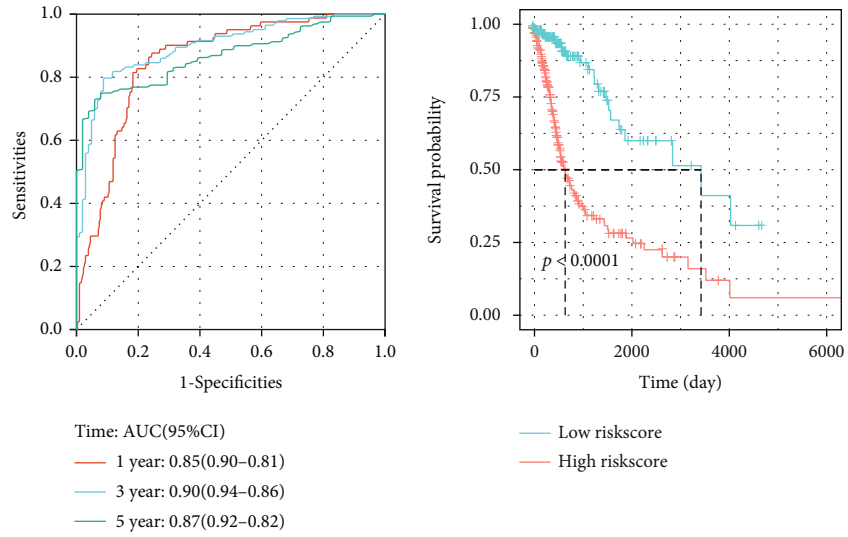 Sensitivities
1.0
0.8
0.6
0.4
0.2
0.0
0.0 0.2 0.4 0.6 0.8 1.0
1-Specificities
Time: AUC(95%CI)
1 year: 0.85(0.90–0.81)
3 year: 0.90(0.94–0.86)
5 year: 0.87(0.92–0.82)
Survival probability
1.00
0.75
0.50
0.25
0.00
p < 0.0001
0 2000 4000 6000
Time (day)
Low riskscore
High riskscore